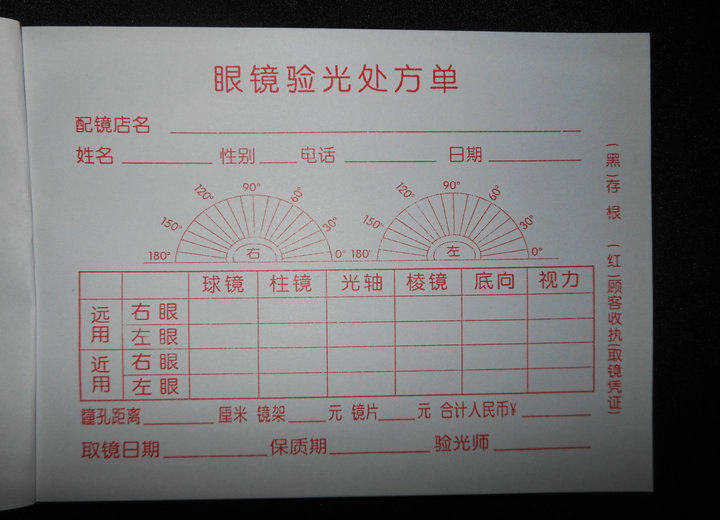 眼镜验光处方单
配镜店名
姓名 性别 电话 日期
180° 150° 120° 90° 60° 30° 0° 右
180° 150° 120° 90° 60° 30° 0° 左
球镜 柱镜 光轴 棱镜 底向 视力
远用 右眼
左眼
近用 右眼
左眼
瞳孔距离 厘米 镜架 元 镜片 元 合计人民币¥
取镜日期 保质期 验光师
(黑)存根 (红)顾客收执(取镜凭证)